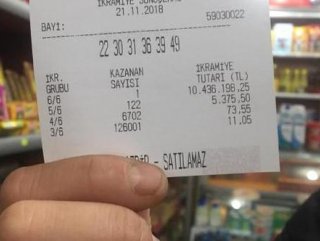 İKRAMİYE SONUÇLARI
21.11.2018
BAYİ: 59030022
22 30 31 36 39 49
İKR. KAZANAN İKRAMİYE
GRUBU SAYISI TUTARI (TL)
6/6 1 10.436.198,25
5/6 122 5.375,50
4/6 6702 73,55
3/6 126001 11,05
- SATILAMAZ